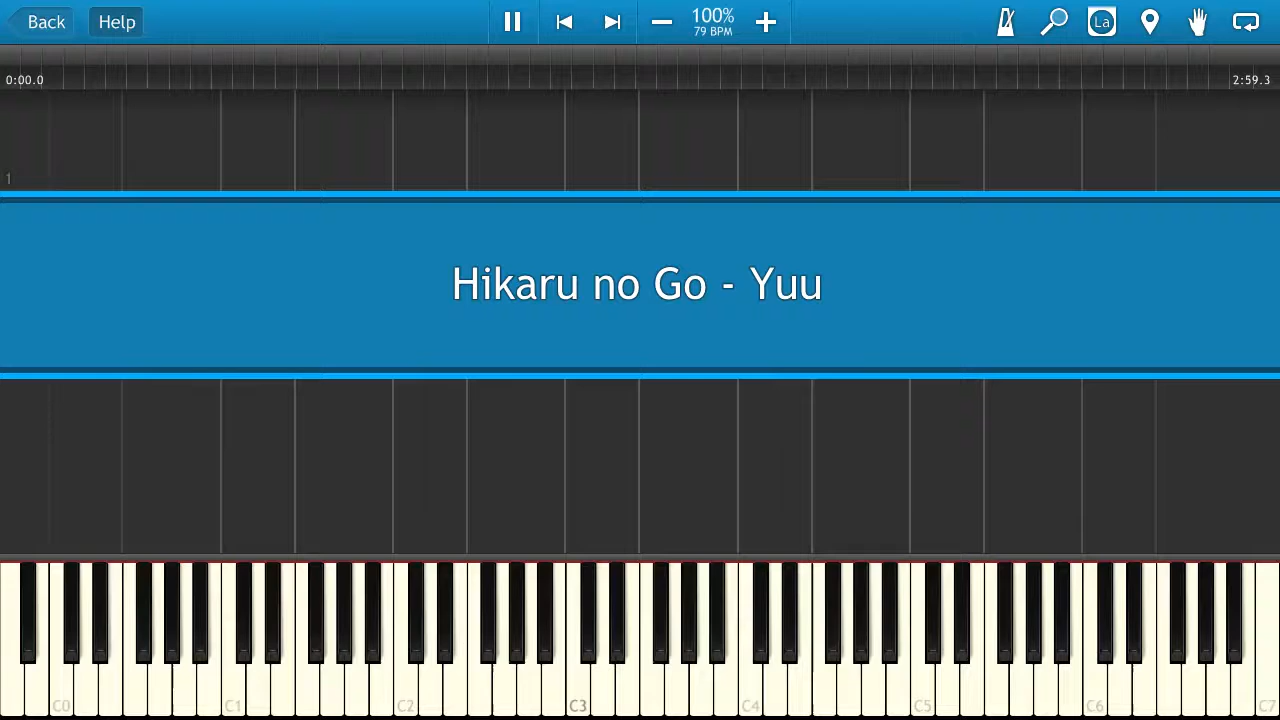 Back Help 100% La
79 BPM
0:00.0 2:59.3
1
Hikaru no Go - Yuu
C0 C1 C2 C3 C4 C5 C6 C7